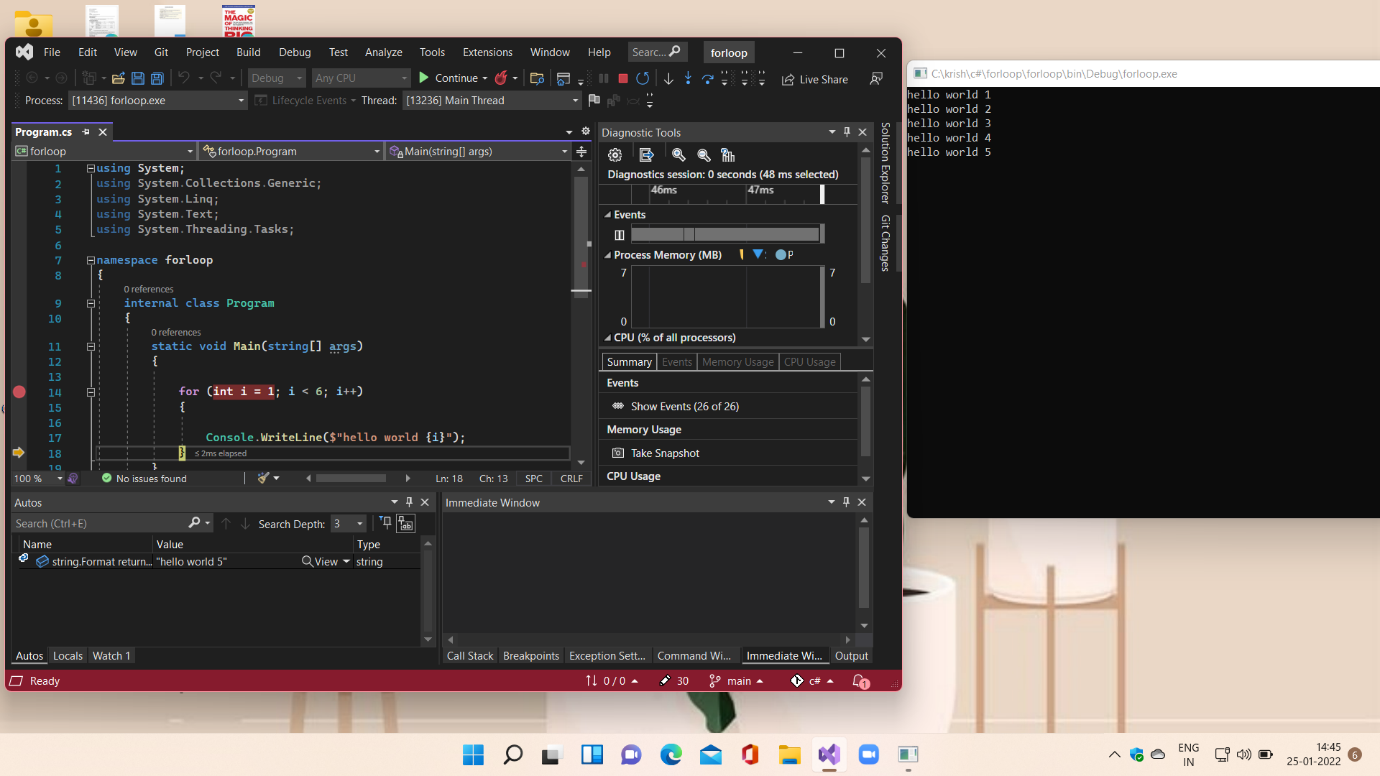 THE MAGIC OF THINKING BIG
File Edit View Git Project Build Debug Test Analyze Tools Extensions Window Help Searc... forloop
Debug Any CPU Continue Live Share
Process: [11436] forloop.exe Lifecycle Events Thread: [13236] Main Thread
Program.cs
forloop forloop.Program Main(string[] args)
1 using System;
2 using System.Collections.Generic;
3 using System.Linq;
4 using System.Text;
5 using System.Threading.Tasks;
6
7 namespace forloop
8 {
0 references
9 internal class Program
10 {
0 references
11 static void Main(string[] args)
12 {
13
14 for (int i = 1; i < 6; i++)
15 {
16
17 Console.WriteLine($"hello world {i}");
18 } ≤ 2ms elapsed
19 }
100 % No issues found Ln: 18 Ch: 13 SPC CRLF
Diagnostic Tools
Diagnostics session: 0 seconds (48 ms selected)
46ms 47ms
Events
Process Memory (MB) P
7 7
0 0
CPU (% of all processors)
Summary Events Memory Usage CPU Usage
Events
Show Events (26 of 26)
Memory Usage
Take Snapshot
CPU Usage
Solution Explorer
Git Changes
Autos
Search (Ctrl+E) Search Depth: 3
Name Value Type
string.Format return... "hello world 5" View string
Autos Locals Watch 1
Immediate Window
Call Stack Breakpoints Exception Sett... Command Wi... Immediate Wi... Output
Ready 0 / 0 30 main c# 1
C:\krish\c#\forloop\forloop\bin\Debug\forloop.exe
hello world 1
hello world 2
hello world 3
hello world 4
hello world 5
ENG
IN
14:45
25-01-2022
6